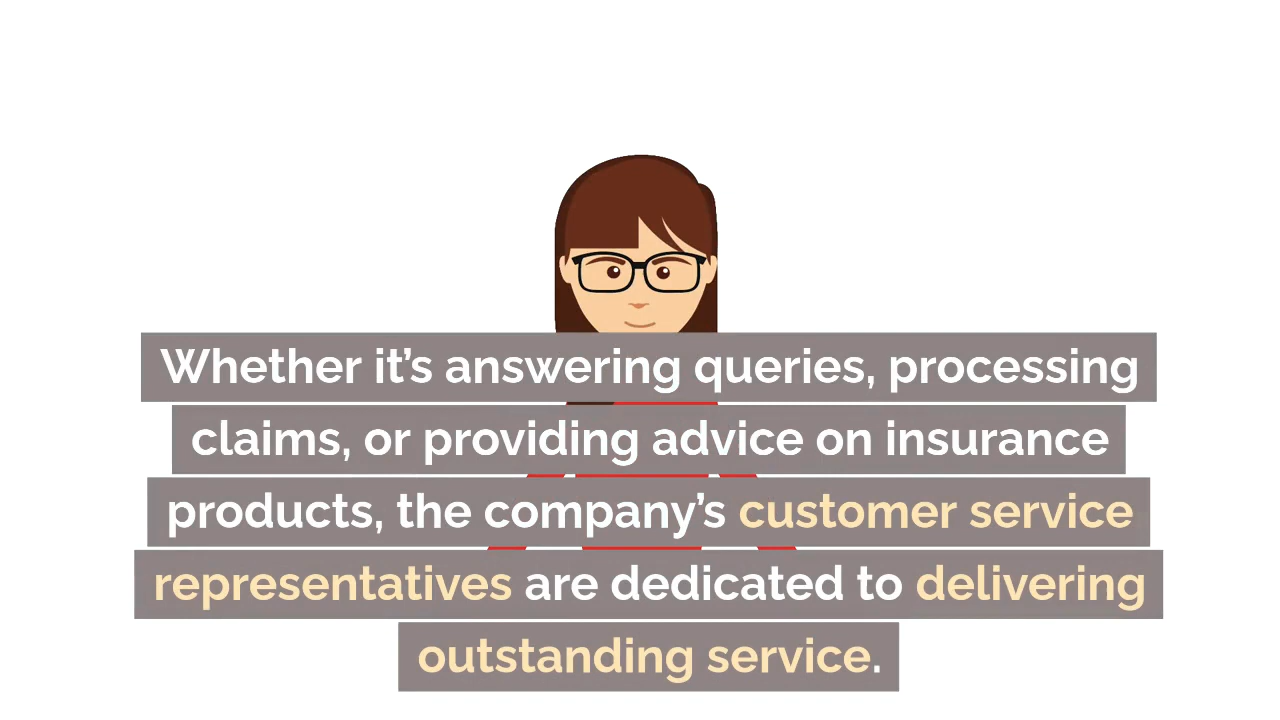 Whether it’s answering queries, processing
claims, or providing advice on insurance
products, the company’s customer service
representatives are dedicated to delivering
outstanding service.